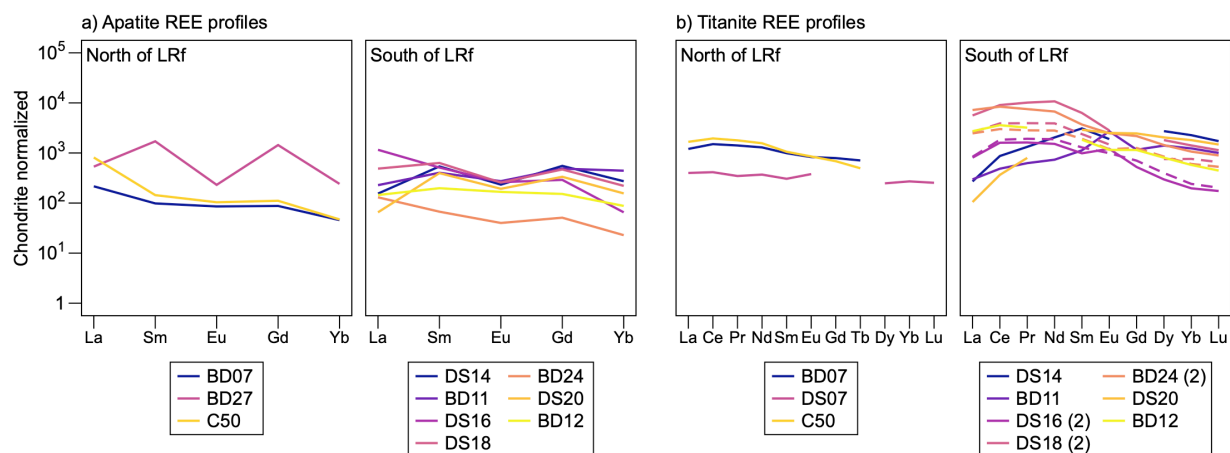 a) Apatite REE profiles
b) Titanite REE profiles
Chondrite normalized
10^5
10^4
10^3
10^2
10^1
1
North of LRf
La Sm Eu Gd Yb
BD07
BD27
C50
South of LRf
La Sm Eu Gd Yb
DS14 BD24
BD11 DS20
DS16 BD12
DS18
North of LRf
La Ce Pr Nd Sm Eu Gd Tb Dy Yb Lu
BD07
DS07
C50
South of LRf
La Ce Pr Nd Sm Eu Gd Dy Yb Lu
DS14 BD24 (2)
BD11 DS20
DS16 (2) BD12
DS18 (2)